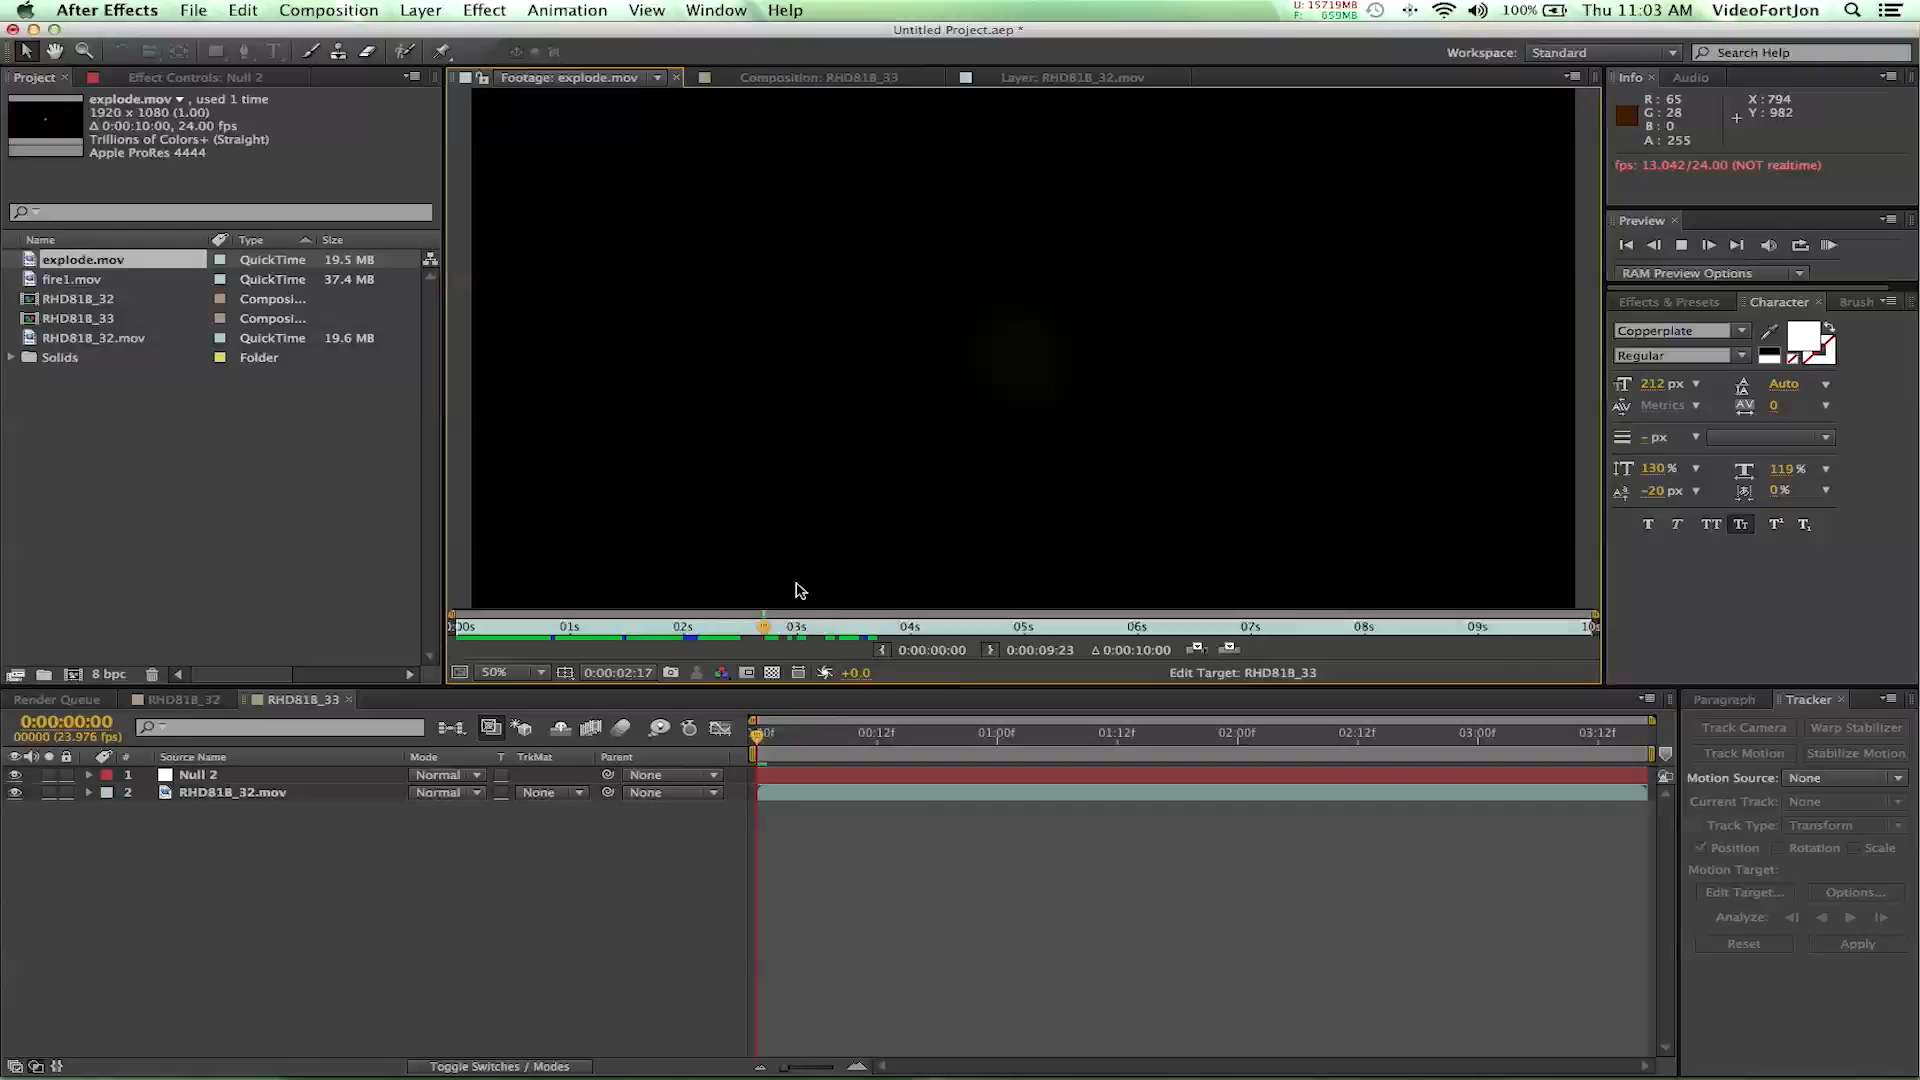 After Effects File Edit Composition Layer Effect Animation View Window Help U: 15719MB F: 659MB 100% Thu 11:03 AM VideoFortJon
Untitled Project.aep *
Workspace: Standard Search Help
Project Effect Controls: Null 2 Footage: explode.mov Composition: RHD81B_33 Layer: RHD81B_32.mov Info Audio
explode.mov , used 1 time
1920 x 1080 (1.00)
Δ 0:00:10:00, 24.00 fps
Trillions of Colors+ (Straight)
Apple ProRes 4444
R: 65 X: 794
G: 28 Y: 982
B: 0
A: 255
fps: 13.042/24.00 (NOT realtime)
Preview
RAM Preview Options
Name Type Size
explode.mov QuickTime 19.5 MB
fire1.mov QuickTime 37.4 MB
RHD81B_32 Composi...
RHD81B_33 Composi...
RHD81B_32.mov QuickTime 19.6 MB
Solids Folder
Effects & Presets Character Brush
Copperplate
Regular
212 px Auto
Metrics 0
- px
130 % 119 %
-20 px 0 %
T T TT Tт T¹ T,
8 bpc
:00s 01s 02s 03s 04s 05s 06s 07s 08s 09s 10s
0:00:00:00 0:00:09:23 Δ 0:00:10:00
50% 0:00:02:17 +0.0 Edit Target: RHD81B_33
Render Queue RHD81B_32 RHD81B_33
0:00:00:00
00000 (23.976 fps)
:00f 00:12f 01:00f 01:12f 02:00f 02:12f 03:00f 03:12f
# Source Name Mode T TrkMat Parent
1 Null 2 Normal None
2 RHD81B_32.mov Normal None None
Toggle Switches / Modes
Paragraph Tracker
Track Camera Warp Stabilizer
Track Motion Stabilize Motion
Motion Source: None
Current Track: None
Track Type: Transform
Position Rotation Scale
Motion Target:
Edit Target... Options...
Analyze:
Reset Apply